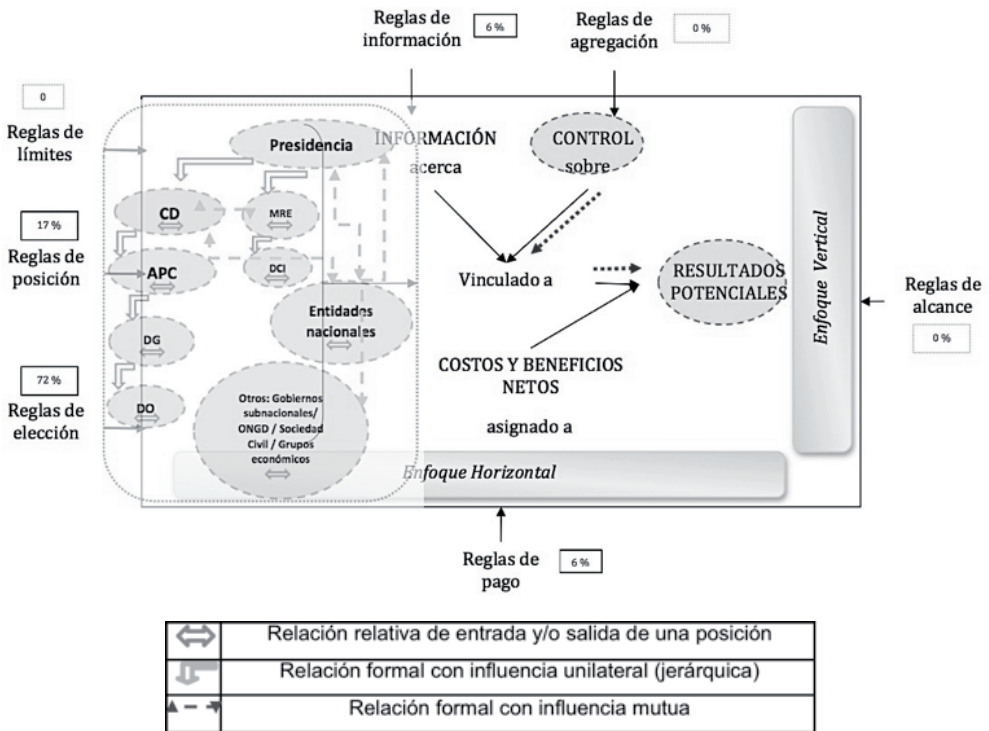 Reglas de
información
6 %
Reglas de
agregación
0 %
0
Reglas de
límites
17 %
Reglas de
posición
72 %
Reglas de
elección
Presidencia
CD
MRE
APC
DCI
DG
DO
Entidades
nacionales
Otros: Gobiernos
subnacionales/
ONGD / Sociedad
Civil / Grupos
económicos
INFORMACIÓN
acerca
CONTROL
sobre
Vinculado a
RESULTADOS
POTENCIALES
COSTOS Y BENEFICIOS
NETOS
asignado a
Enfoque Horizontal
Enfoque Vertical
Reglas de
alcance
0 %
Reglas de
pago
6 %
Relación relativa de entrada y/o salida de una posición
Relación formal con influencia unilateral (jerárquica)
Relación formal con influencia mutua